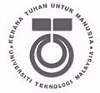 KERANA TUHAN UNTUK MANUSIA
UNIVERSITI TEKNOLOGI MALAYSIA